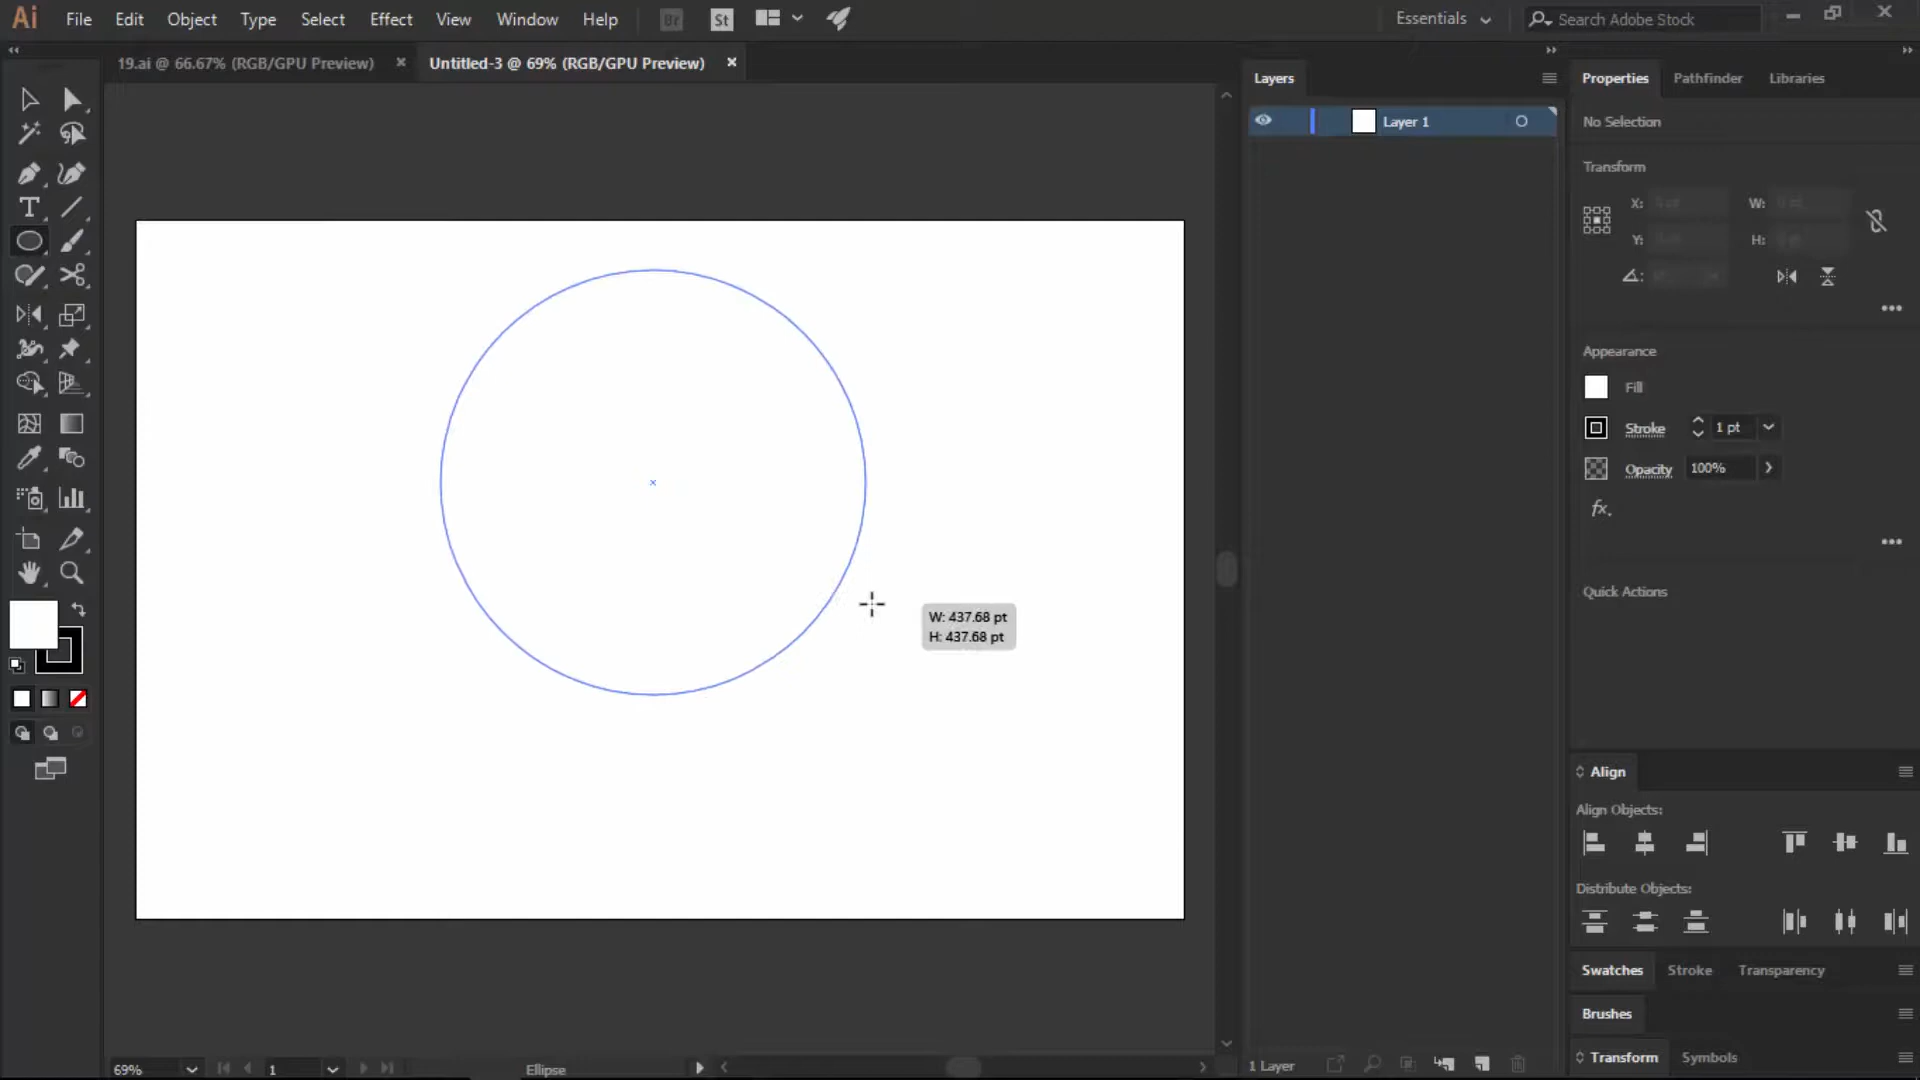 Ai File Edit Object Type Select Effect View Window Help Br St Essentials Search Adobe Stock
19.ai @ 66.67% (RGB/GPU Preview) Untitled-3 @ 69% (RGB/GPU Preview)
Layers
Layer 1
1 Layer
Properties Pathfinder Libraries
No Selection
Transform
X: W:
Y: H:
Appearance
Fill
Stroke 1 pt
Opacity 100%
fx.
Quick Actions
W: 437.68 pt
H: 437.68 pt
Align
Align Objects:
Distribute Objects:
Swatches Stroke Transparency
Brushes
Transform Symbols
69% 1 Ellipse